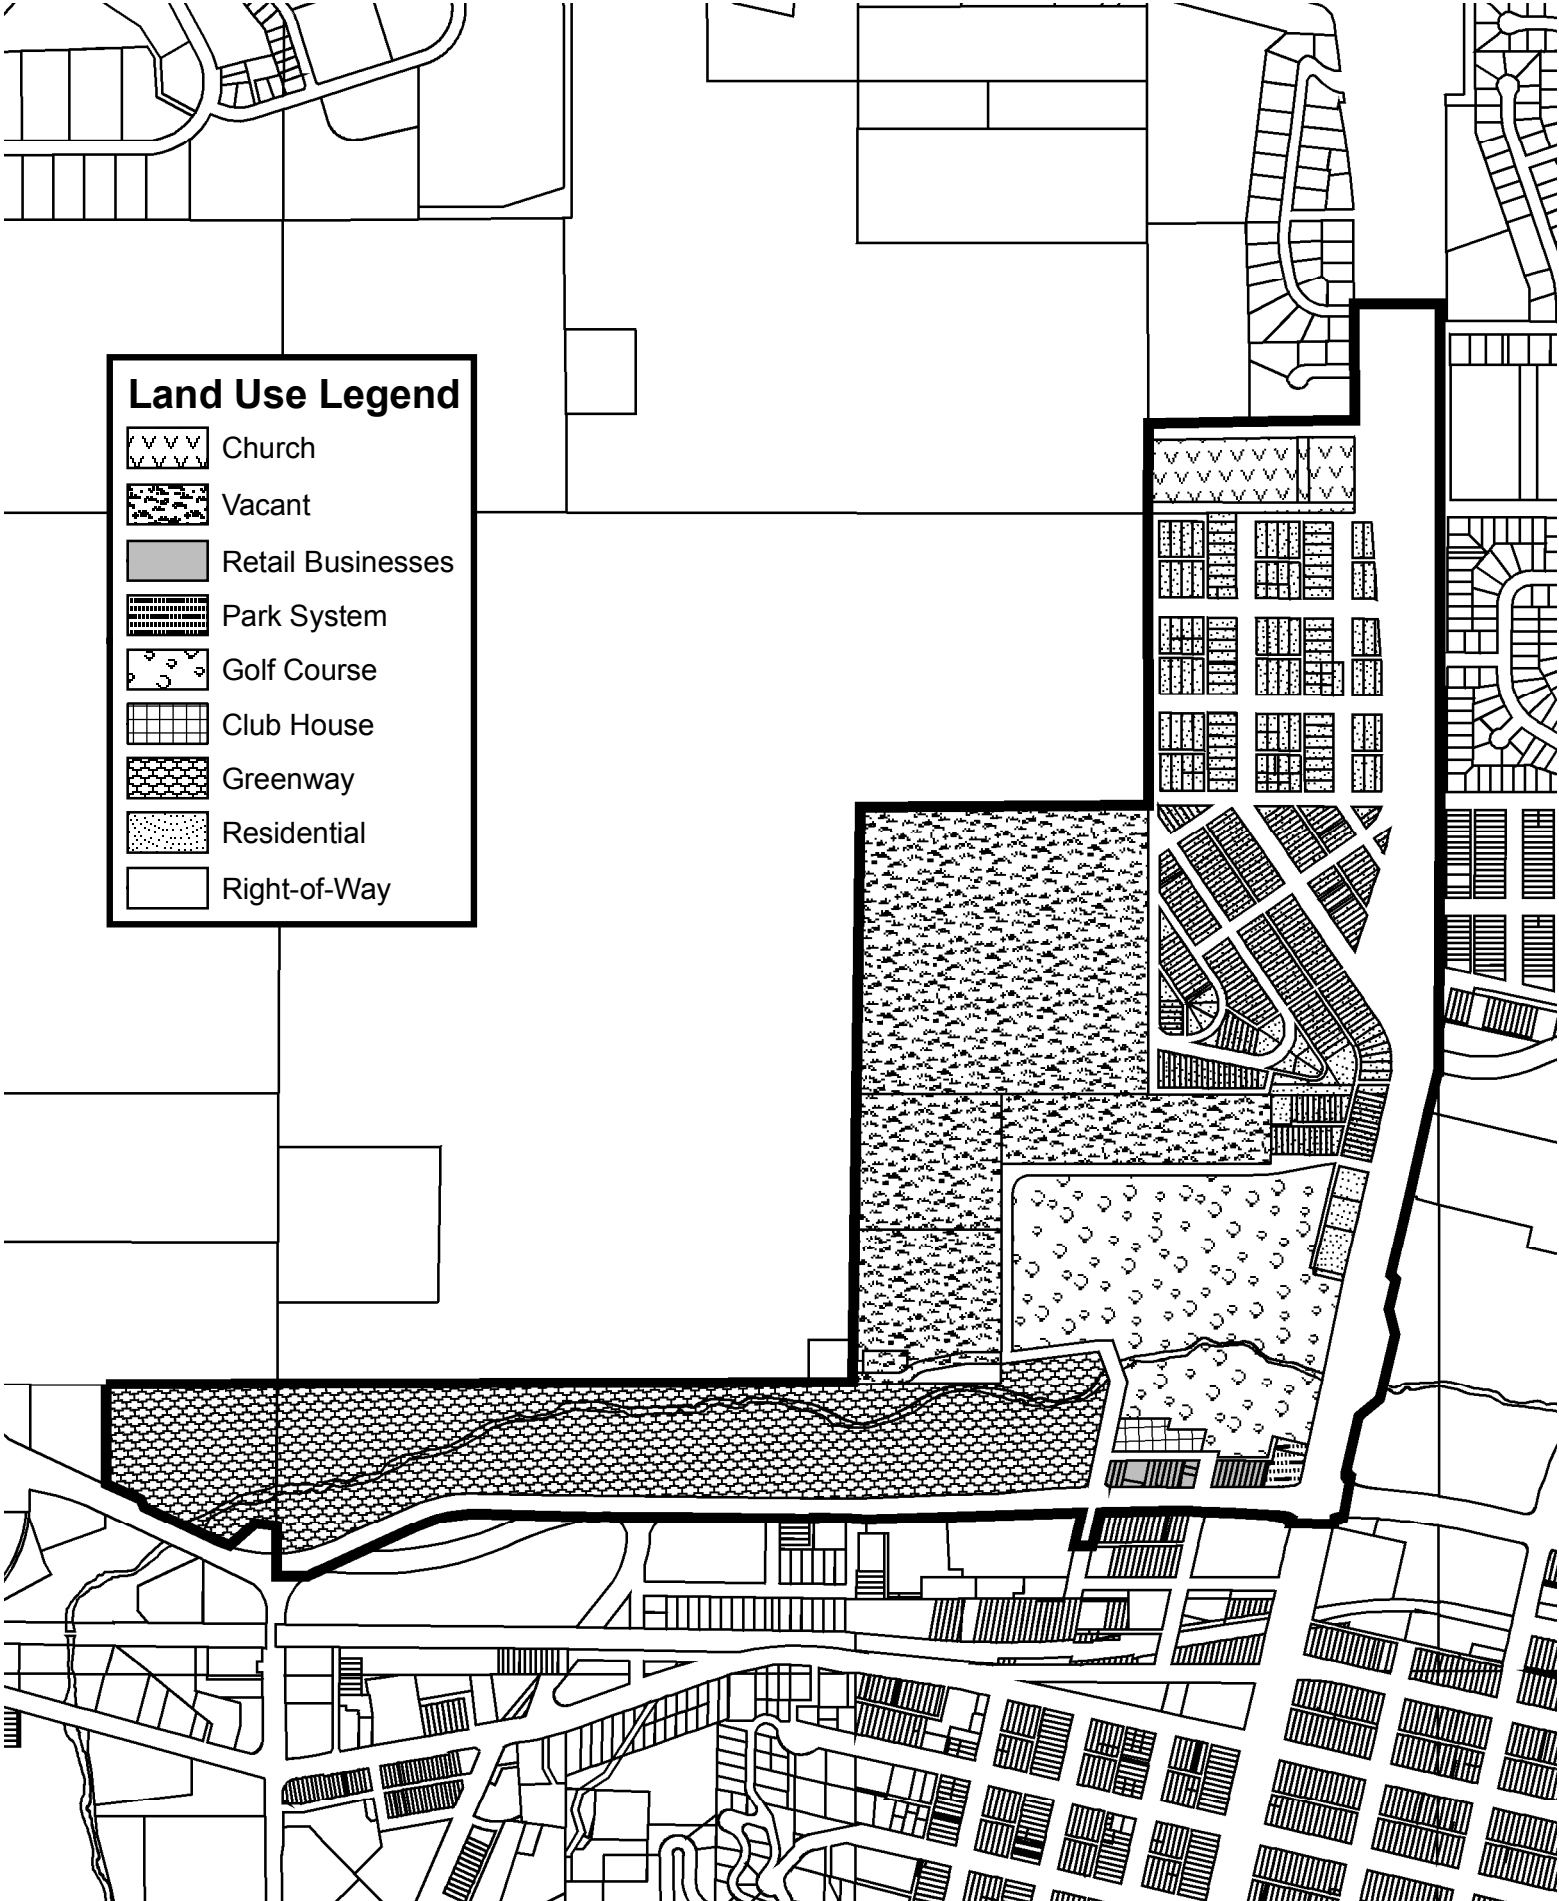 Land Use Legend
Church
Vacant
Retail Businesses
Park System
Golf Course
Club House
Greenway
Residential
Right-of-Way